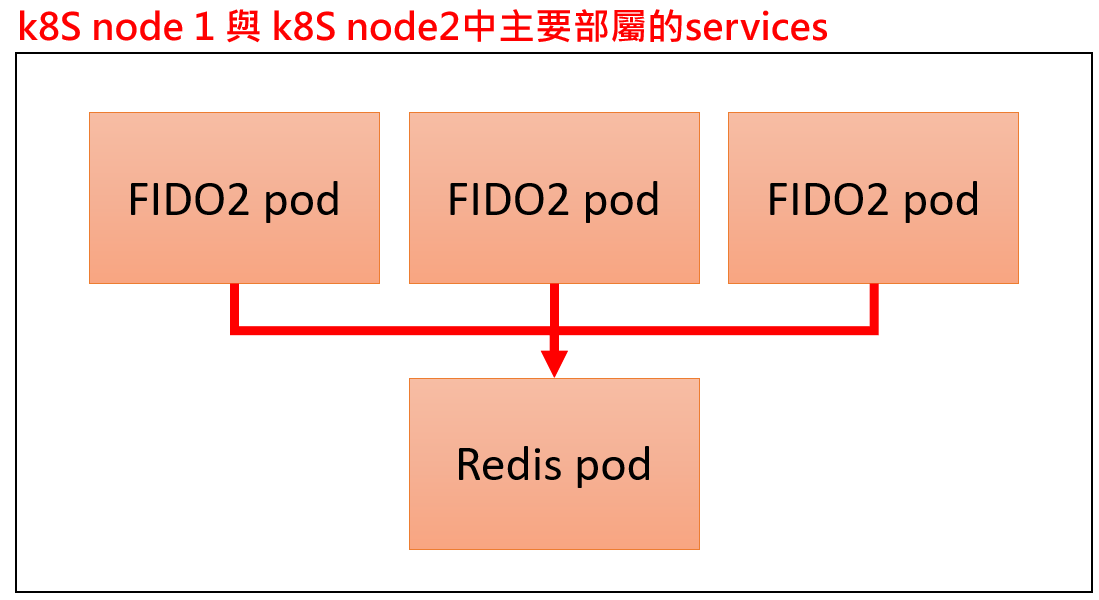 k8S node 1 與 k8S node2中主要部屬的services
FIDO2 pod
FIDO2 pod
FIDO2 pod
Redis pod